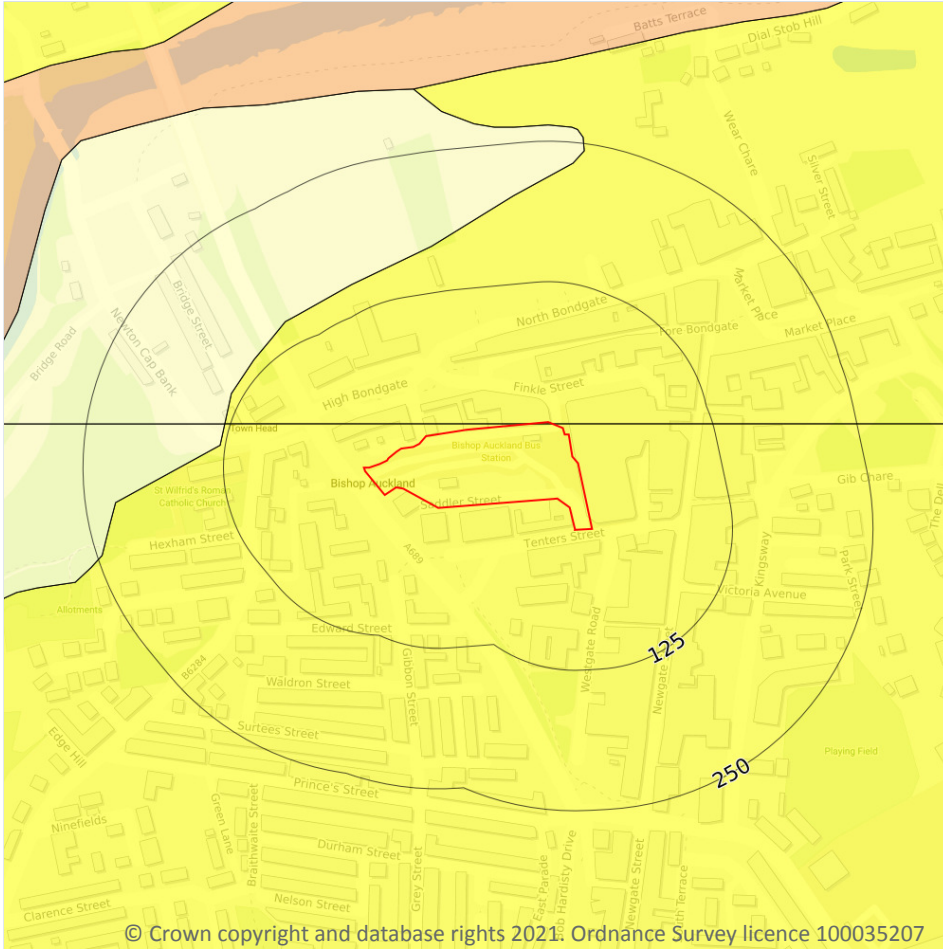 Batts Terrace
Dial Stob Hill
Wear Chare
Silver Street
Bridge Street
Newton Cap
Bank
Bridge Road
Market Place
North Bondgate
Fore Bondgate
Market Place
High Bondgate
Finkle Street
Town Head
Bishop Auckland Bus
Station
Bishop Auckland
Saddler Street
St Wilfrid's Roman
Catholic Church
Gib Chare
The Dell
Hexham Street
A689
Tenters Street
Kingsway
Park Street
Victoria Avenue
Allotments
Edward Street
125
Westgate Road
Newgate
B6284
Gibbon Street
Waldron Street
Surtees Street
Edge Hill
Playing Field
250
Prince's Street
Green Lane
Braithwaite Street
Ninefields
Durham Street
Grey Street
East Parade
Bob Hardisty Drive
Newgate Street
Terrace
Nelson Street
Clarence Street
© Crown copyright and database rights 2021. Ordnance Survey licence 100035207